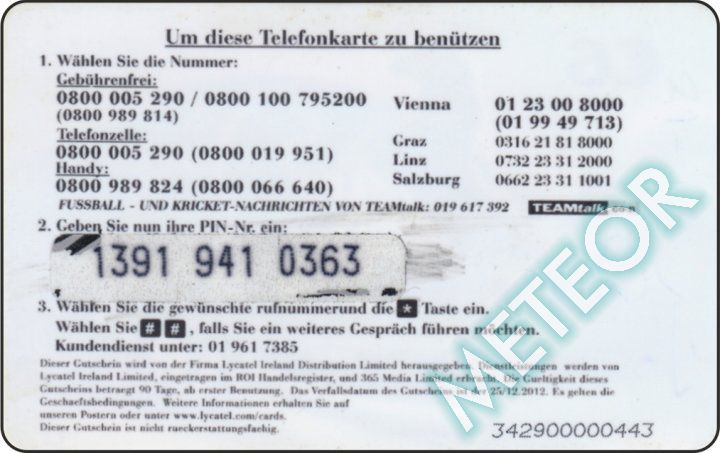 Um diese Telefonkarte zu benützen
1. Wählen Sie die Nummer:
Gebührenfrei:
0800 005 290 / 0800 100 795200
(0800 989 814)
Telefonzelle:
0800 005 290 (0800 019 951)
Handy:
0800 989 824 (0800 066 640)
Vienna 01 23 00 8000
(01 99 49 713)
Graz 0316 21 81 8000
Linz 0732 23 31 2000
Salzburg 0662 23 31 1001
FUSSBALL - UND KRICKET-NACHRICHTEN VON TEAMtalk: 019 617 392 TEAMtalk
2. Geben Sie nun ihre PIN-Nr. ein:
1391 941 0363
3. Wählen Sie die gewünschte rufnummerund die * Taste ein.
Wählen Sie # #, falls Sie ein weiteres Gespräch führen möchten.
Kundendienst unter: 01 961 7385
Dieser Gutschein wird von der Firma Lycatel Ireland Distribution Limited herausgegeben. Dienstleistungen werden von
Lycatel Ireland Limited, eingetragen im ROI Handelsregister, und 365 Media Limited erbracht. Die Gueltigkeit dieses
Gutscheins betraegt 90 Tage, ab erster Benutzung. Das Verfallsdatum des Gutscheins ist der 25/12.2012. Es gelten die
Geschaeftsbedingungen. Weitere Informationen erhalten Sie auf
unseren Postern oder unter www.lycatel.com/cards.
Dieser Gutschein ist nicht rueckerstattungsfaehig.
342900000443
METEOR